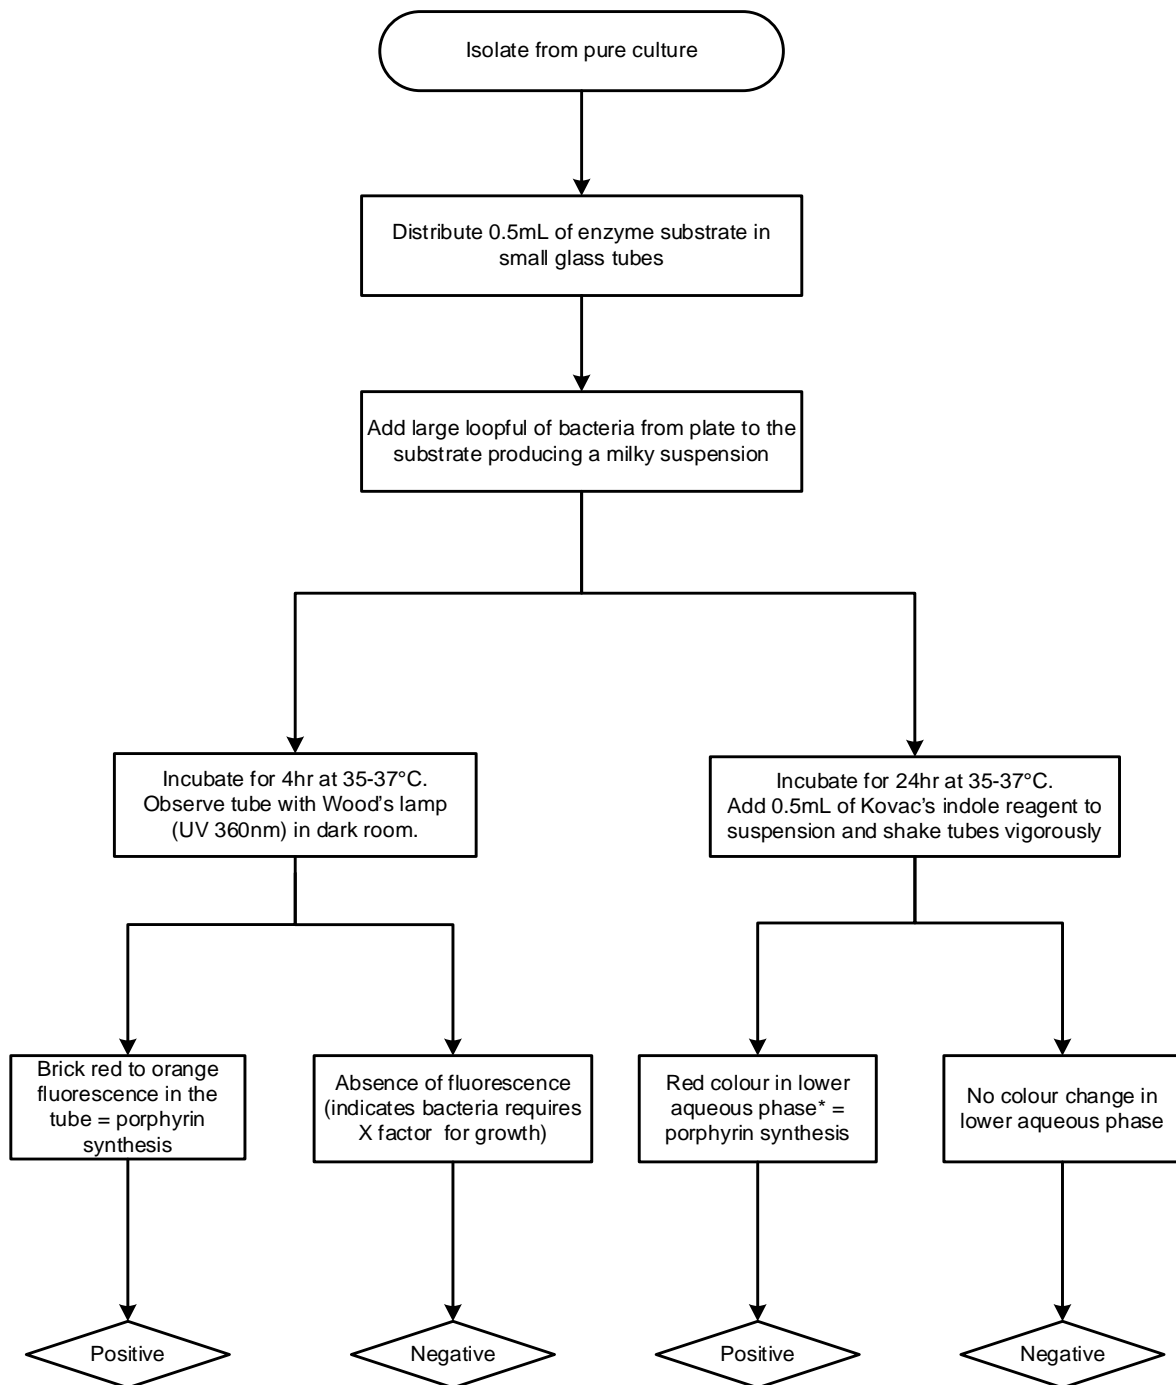 Isolate from pure culture
Distribute 0.5mL of enzyme substrate in
small glass tubes
Add large loopful of bacteria from plate to the
substrate producing a milky suspension
Incubate for 4hr at 35-37°C.
Observe tube with Wood's lamp
(UV 360nm) in dark room.
Incubate for 24hr at 35-37°C.
Add 0.5mL of Kovac's indole reagent to
suspension and shake tubes vigorously
Brick red to orange
fluorescence in the
tube = porphyrin
synthesis
Absence of fluorescence
(indicates bacteria requires
X factor for growth)
Red colour in lower
aqueous phase* =
porphyrin synthesis
No colour change in
lower aqueous phase
Positive
Negative
Positive
Negative